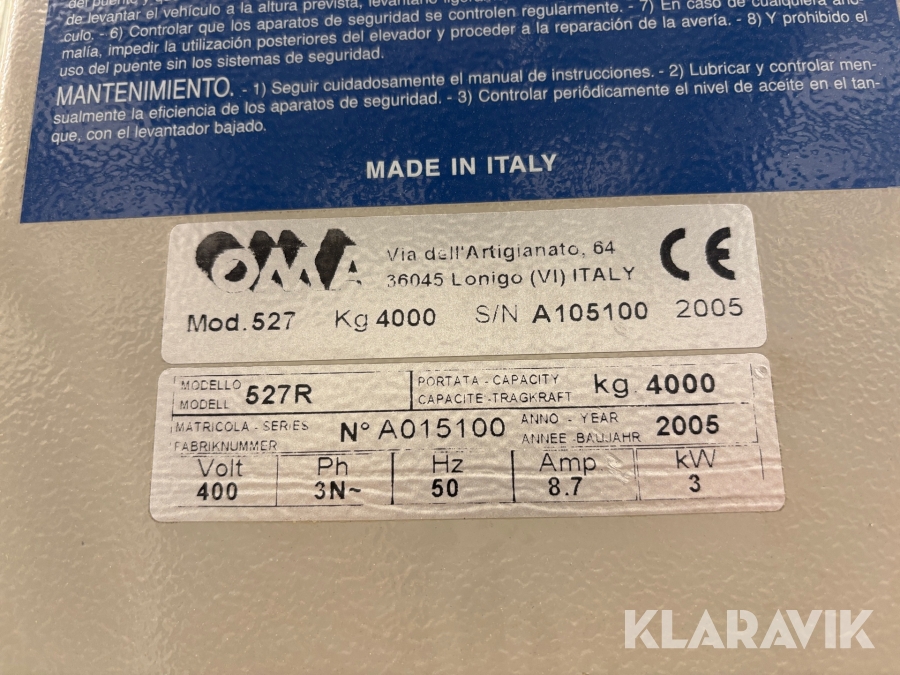 de levantar el vehículo a la altura prevista, levantarlo
culo. - 6) Controlar que los aparatos de seguridad se controlen regularmente. - 7) En caso de cualquiera ano-
malía, impedir la utilización posteriores del elevador y proceder a la reparación de la avería. - 8) Y prohibido el
uso del puente sin los sistemas de seguridad.
MANTENIMIENTO. - 1) Seguir cuidadosamente el manual de instrucciones. - 2) Lubricar y controlar men-
sualmente la eficiencia de los aparatos de seguridad. - 3) Controlar periòdicamente el nivel de aceite en el tan-
que, con el levantador bajado.
MADE IN ITALY
OMA Via dell'Artigianato, 64 CE
36045 Lonigo (VI) ITALY
Mod. 527 Kg 4000 S/N A105100 2005
MODELLO PORTATA - CAPACITY
MODELL 527R CAPACITE - TRAGKRAFT kg. 4000
MATRICOLA - SERIES N° A015100 ANNO - YEAR 2005
FABRIKNUMMER ANNEE - BAUJAHR
Volt Ph Hz Amp kW
400 3N~ 50 8.7 3
KLARAVIK